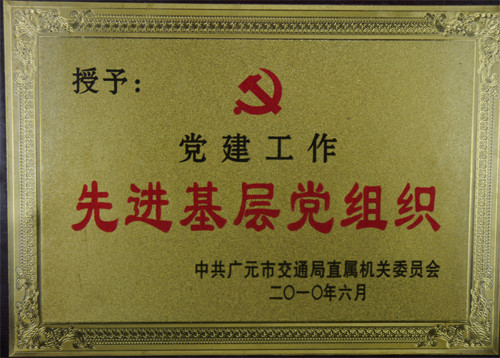 授予：
党建工作
先进基层党组织
中共广元市交通局直属机关委员会
二〇一〇年六月